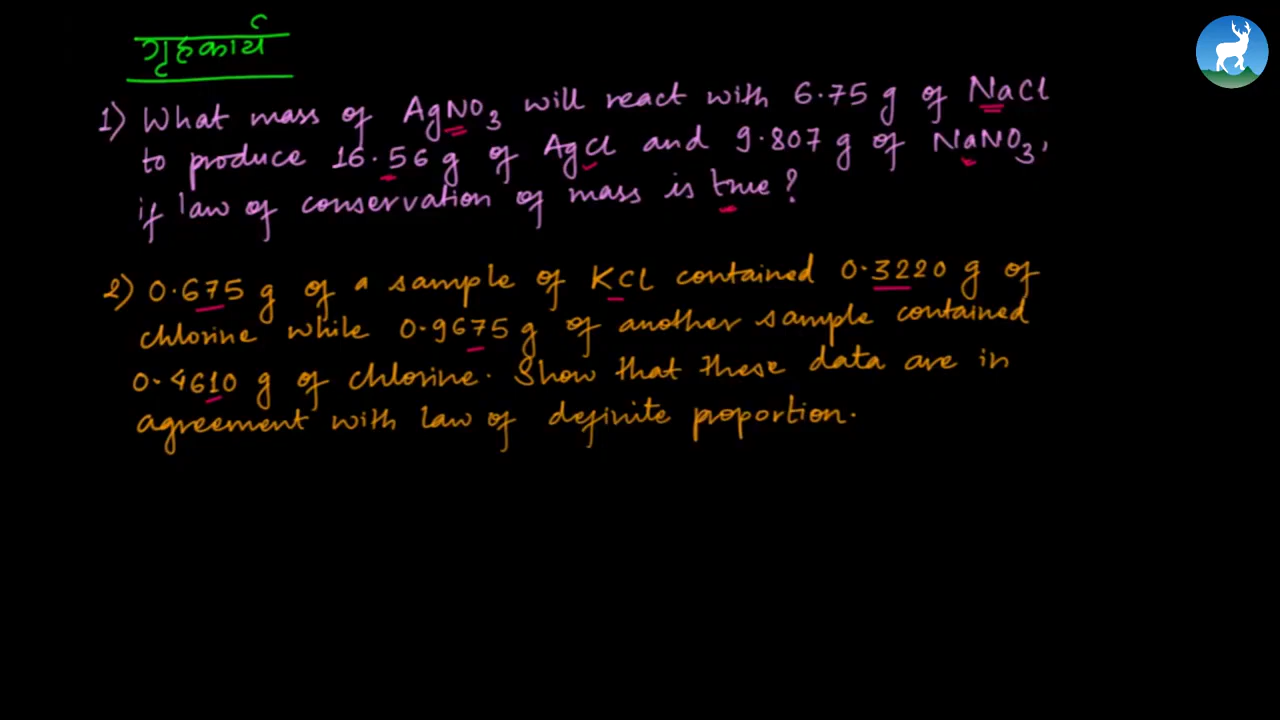 गृहकार्य
1) What mass of AgNO3 will react with 6.75 g of NaCl
to produce 16.56 g of AgCl and 9.807 g of NaNO3,
if law of conservation of mass is true?
2) 0.675 g of a sample of KCl contained 0.3220 g of
chlorine while 0.9675 g of another sample contained
0.4610 g of chlorine. Show that these data are in
agreement with law of definite proportion.